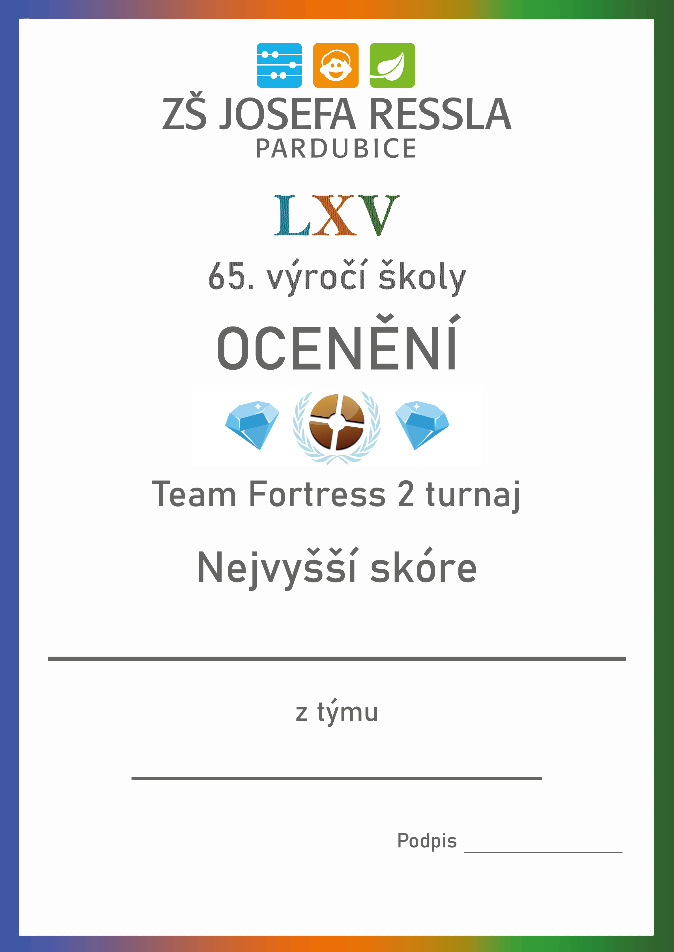 ZŠ JOSEFA RESSLA
PARDUBICE
LXV
65. výročí školy
OCENĚNÍ
Team Fortress 2 turnaj
Nejvyšší skóre
z týmu
Podpis